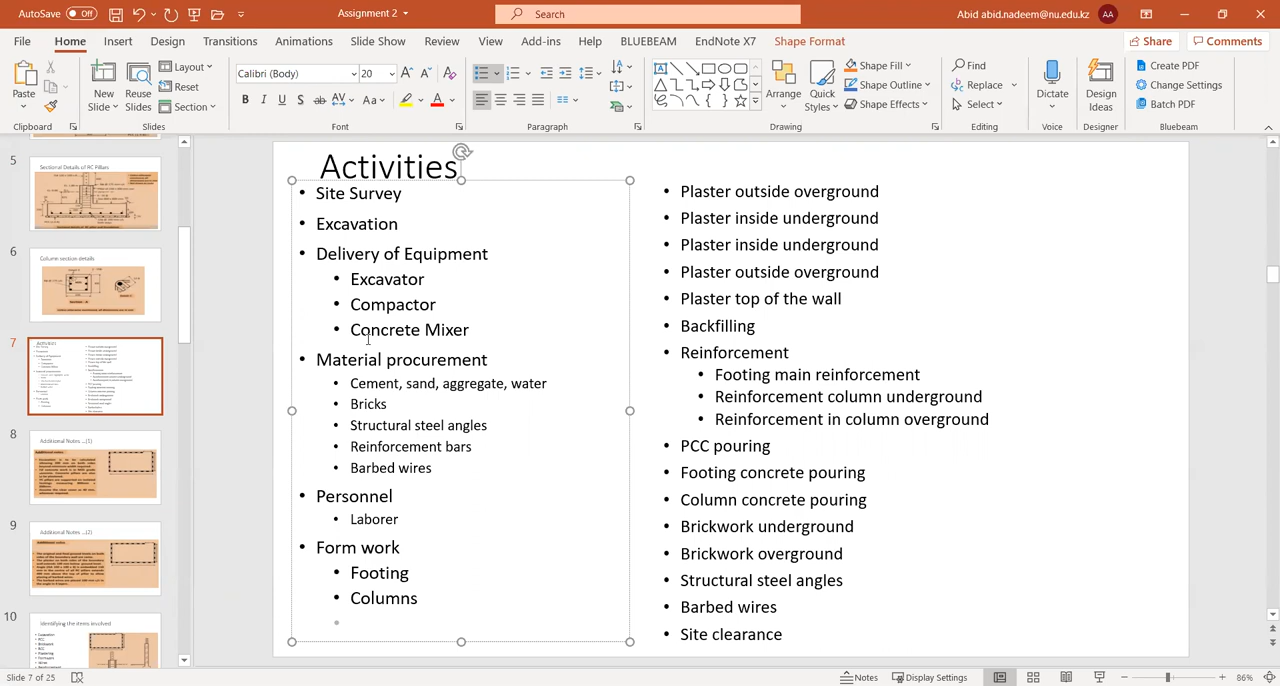 AutoSave Off
Assignment 2
Search
Abid abid.nadeem@nu.edu.kz AA
File Home Insert Design Transitions Animations Slide Show Review View Add-ins Help BLUEBEAM EndNote X7 Shape Format
Share Comments
Paste
New Slide
Reuse Slides
Layout
Reset
Section
Calibri (Body) 20
Arrange
Quick Styles
Shape Fill
Shape Outline
Shape Effects
Find
Replace
Select
Dictate
Design Ideas
Create PDF
Change Settings
Batch PDF
Clipboard Slides Font Paragraph Drawing Editing Voice Designer Bluebeam
5
Sectional Details of RC Pillars
6
Column section details
7
Activities
8
Additional Notes ...(1)
9
Additional Notes ...(2)
10
Identifying the items involved
Activities
• Site Survey
• Excavation
• Delivery of Equipment
• Excavator
• Compactor
• Concrete Mixer
• Material procurement
• Cement, sand, aggregate, water
• Bricks
• Structural steel angles
• Reinforcement bars
• Barbed wires
• Personnel
• Laborer
• Form work
• Footing
• Columns
•
• Plaster outside overground
• Plaster inside underground
• Plaster inside underground
• Plaster outside overground
• Plaster top of the wall
• Backfilling
• Reinforcement
• Footing main reinforcement
• Reinforcement column underground
• Reinforcement in column overground
• PCC pouring
• Footing concrete pouring
• Column concrete pouring
• Brickwork underground
• Brickwork overground
• Structural steel angles
• Barbed wires
• Site clearance
Slide 7 of 25
Notes
Display Settings
86%